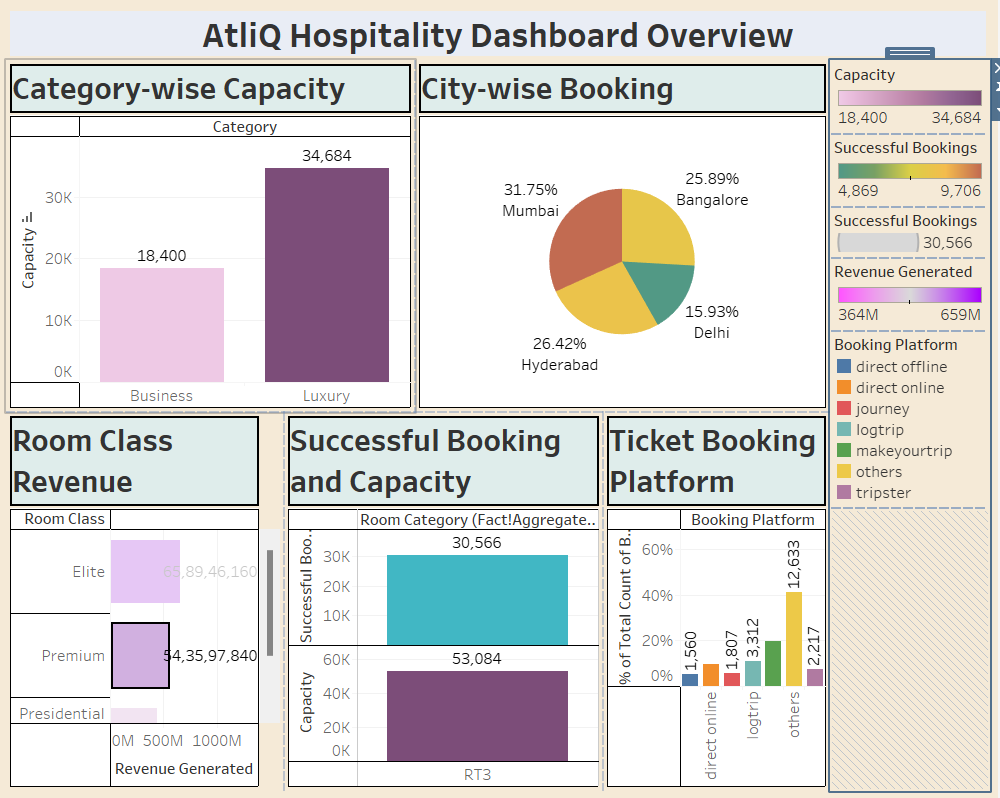 AtliQ Hospitality Dashboard Overview
Category-wise Capacity
Category
34,684
18,400
30K
20K
10K
0K
Capacity
Business
Luxury
City-wise Booking
31.75%
Mumbai
25.89%
Bangalore
15.93%
Delhi
26.42%
Hyderabad
Capacity
18,400 34,684
Successful Bookings
4,869 9,706
Successful Bookings
30,566
Revenue Generated
364M 659M
Booking Platform
direct offline
direct online
journey
logtrip
makeyourtrip
others
tripster
Room Class
Revenue
Room Class
Elite
65,89,46,160
Premium
54,35,97,840
Presidential
0M 500M 1000M
Revenue Generated
Successful Booking
and Capacity
Room Category (Fact!Aggregate..
Successful Boo..
30,566
30K
20K
10K
Capacity
53,084
60K
40K
20K
0K
RT3
Ticket Booking
Platform
Booking Platform
% of Total Count of B..
60%
40%
20%
0%
1,560
1,807
3,312
12,633
2,217
direct online
logtrip
others